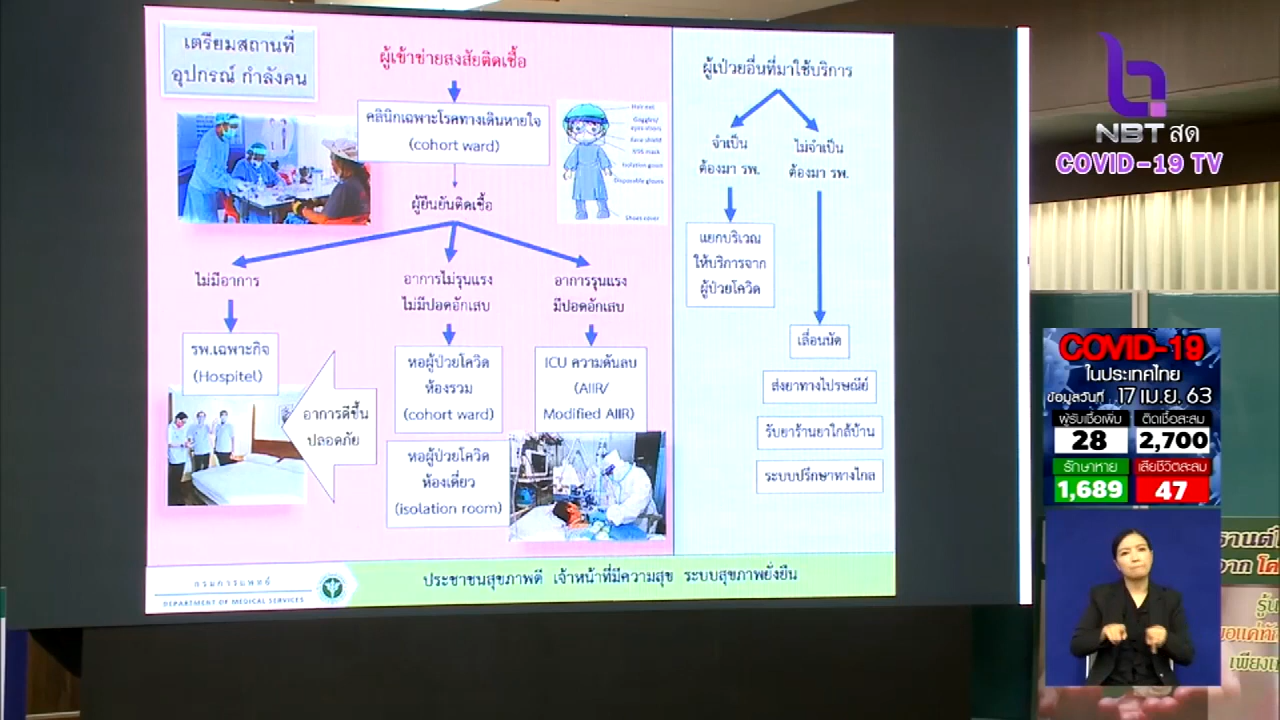 เตรียมสถานที่
อุปกรณ์ กำลังคน
ผู้เข้าข่ายสงสัยติดเชื้อ
คลินิกเฉพาะโรคทางเดินหายใจ
(cohort ward)
Hair net
Goggles/
Face shield
N95 mask
Isolation gown
Disposable gloves
Shoes cover
ผู้ยืนยันติดเชื้อ
ไม่มีอาการ
อาการไม่รุนแรง
ไม่มีปอดอักเสบ
อาการรุนแรง
มีปอดอักเสบ
รพ.เฉพาะกิจ
(Hospitel)
อาการดีขึ้น
ปลอดภัย
หอผู้ป่วยโควิด
ห้องรวม
(cohort ward)
หอผู้ป่วยโควิด
ห้องเดี่ยว
(isolation room)
ICU ความดันลบ
(AIIR/
Modified AIIR)
ผู้ป่วยอื่นที่มาใช้บริการ
จำเป็น
ต้องมา รพ.
ไม่จำเป็น
ต้องมา รพ.
แยกบริเวณ
ให้บริการจาก
ผู้ป่วยโควิด
เลื่อนนัด
ส่งยาทางไปรษณีย์
รับยาร้านยาใกล้บ้าน
ระบบปรึกษาทางไกล
กรมการแพทย์
DEPARTMENT OF MEDICAL SERVICES
ประชาชนสุขภาพดี เจ้าหน้าที่มีความสุข ระบบสุขภาพยั่งยืน
NBT สด
COVID-19 TV
COVID-19
ในประเทศไทย
ข้อมูลวันที่ 17 เม.ย. 63
ผู้รับเชื้อเพิ่ม
28
ติดเชื้อสะสม
2,700
รักษาหาย
1,689
เสียชีวิตสะสม
47